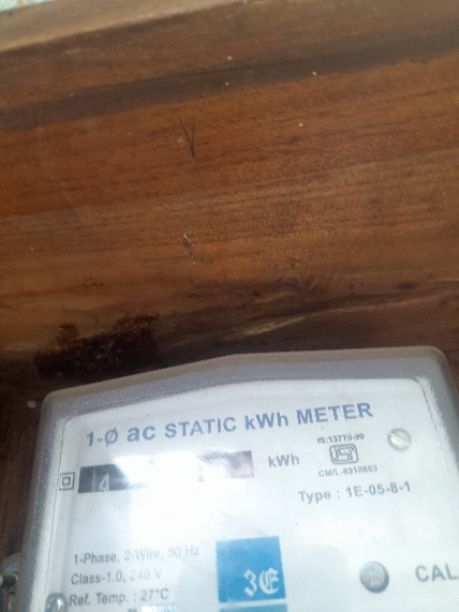 1-Ø ac STATIC kWh METER
IS:13779-99
4
kWh
CM/L-8310863
Type : 1E-05-8-1
1-Phase, 2-Wire, 50 Hz
Class-1.0, 240 V
Ref. Temp. : 27°C
3E
CAL